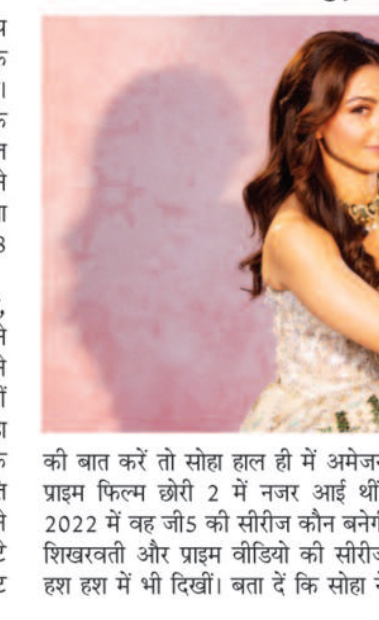 की बात करें तो सोहा हाल ही में अमेजन
प्राइम फिल्म छोरी 2 में नजर आई थीं
2022 में वह जी5 की सीरीज कौन बनेगी
शिखरवती और प्राइम वीडियो की सीरीज
हश हश में भी दिखीं। बता दें कि सोहा ने